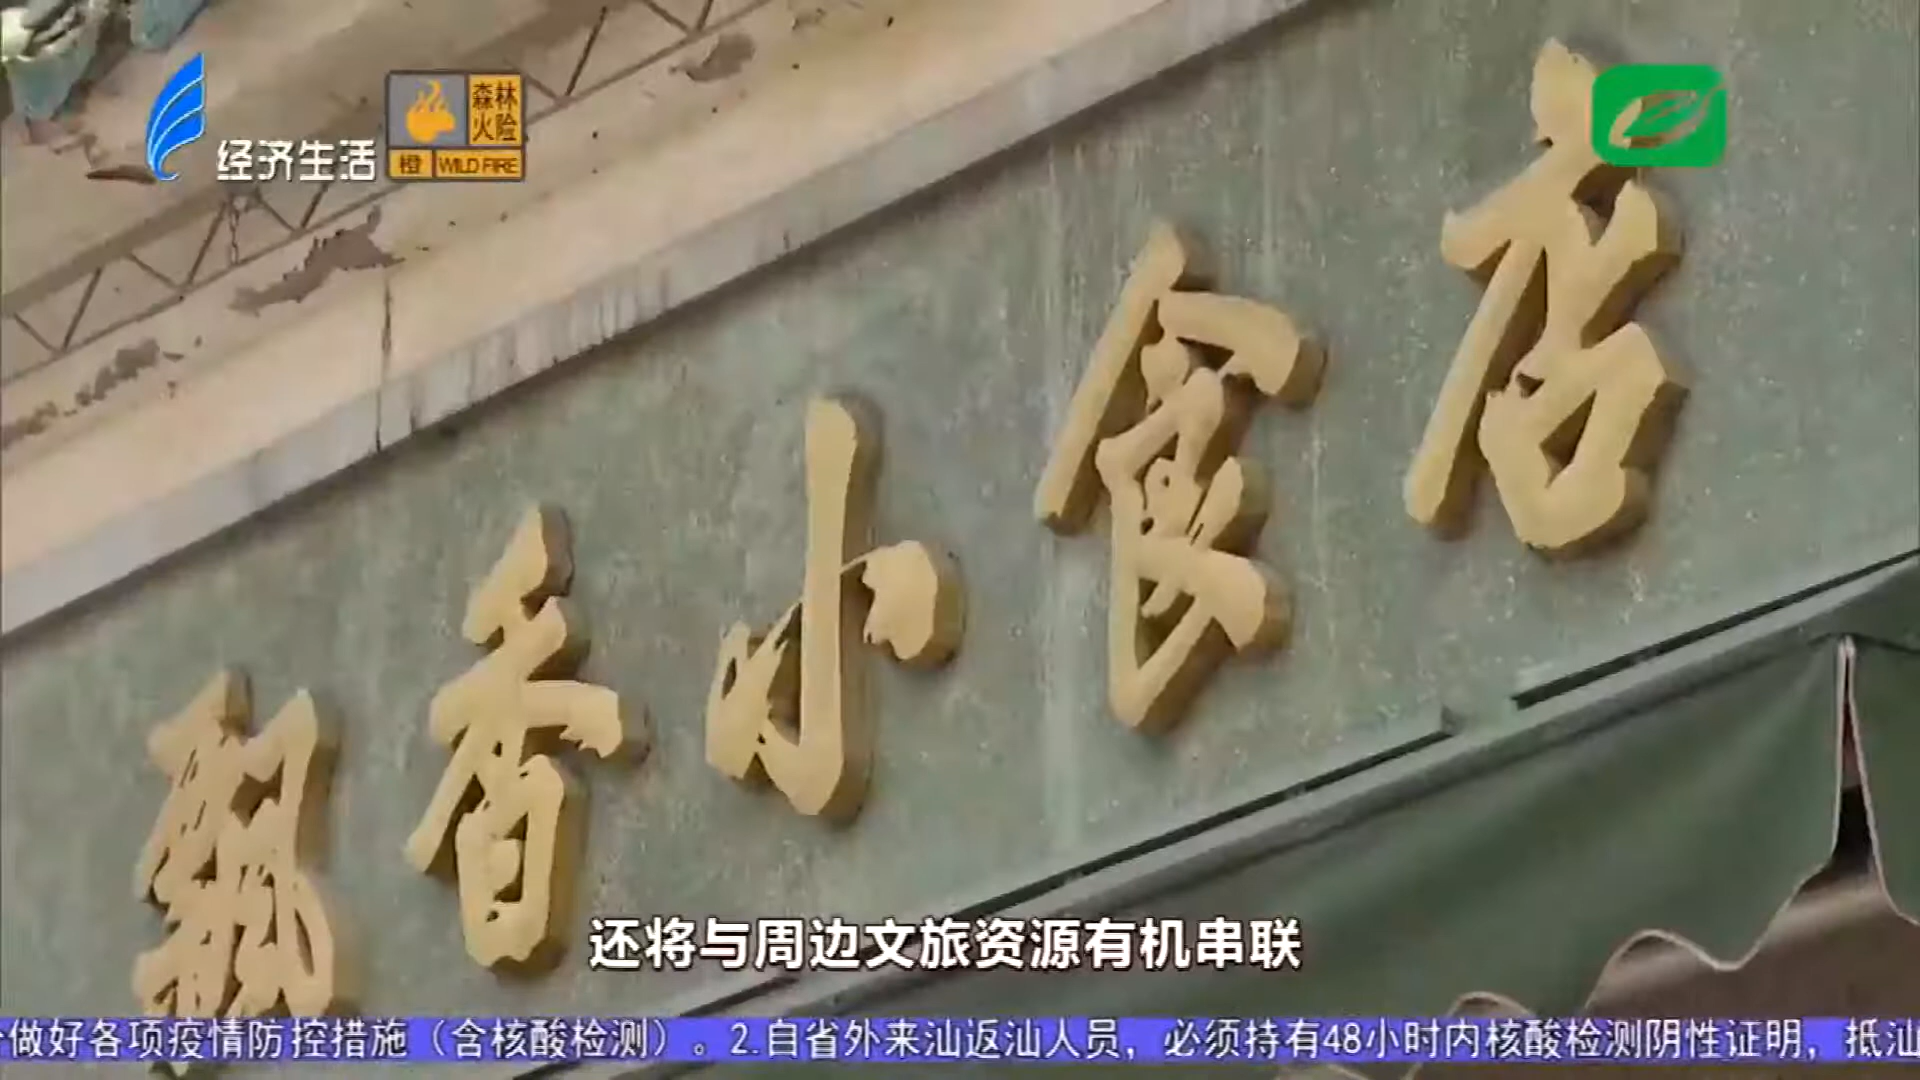 经济生活
森林
火险
橙 WILD FIRE
飘香小食店
还将与周边文旅资源有机串联
做好各项疫情防控措施（含核酸检测）。2.自省外来汕返汕人员，必须持有48小时内核酸检测阴性证明，抵汕